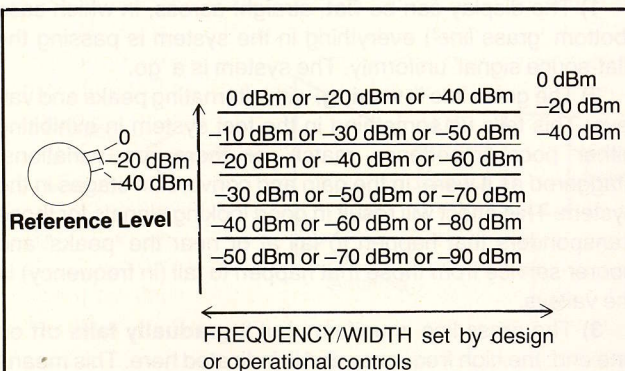 0
-20 dBm
-40 dBm
Reference Level
0 dBm or –20 dBm or –40 dBm
–10 dBm or –30 dBm or –50 dBm
–20 dBm or –40 dBm or –60 dBm
–30 dBm or –50 dBm or –70 dBm
–40 dBm or –60 dBm or –80 dBm
–50 dBm or –70 dBm or –90 dBm
0 dBm
–20 dBm
–40 dBm
FREQUENCY/WIDTH set by design
or operational controls